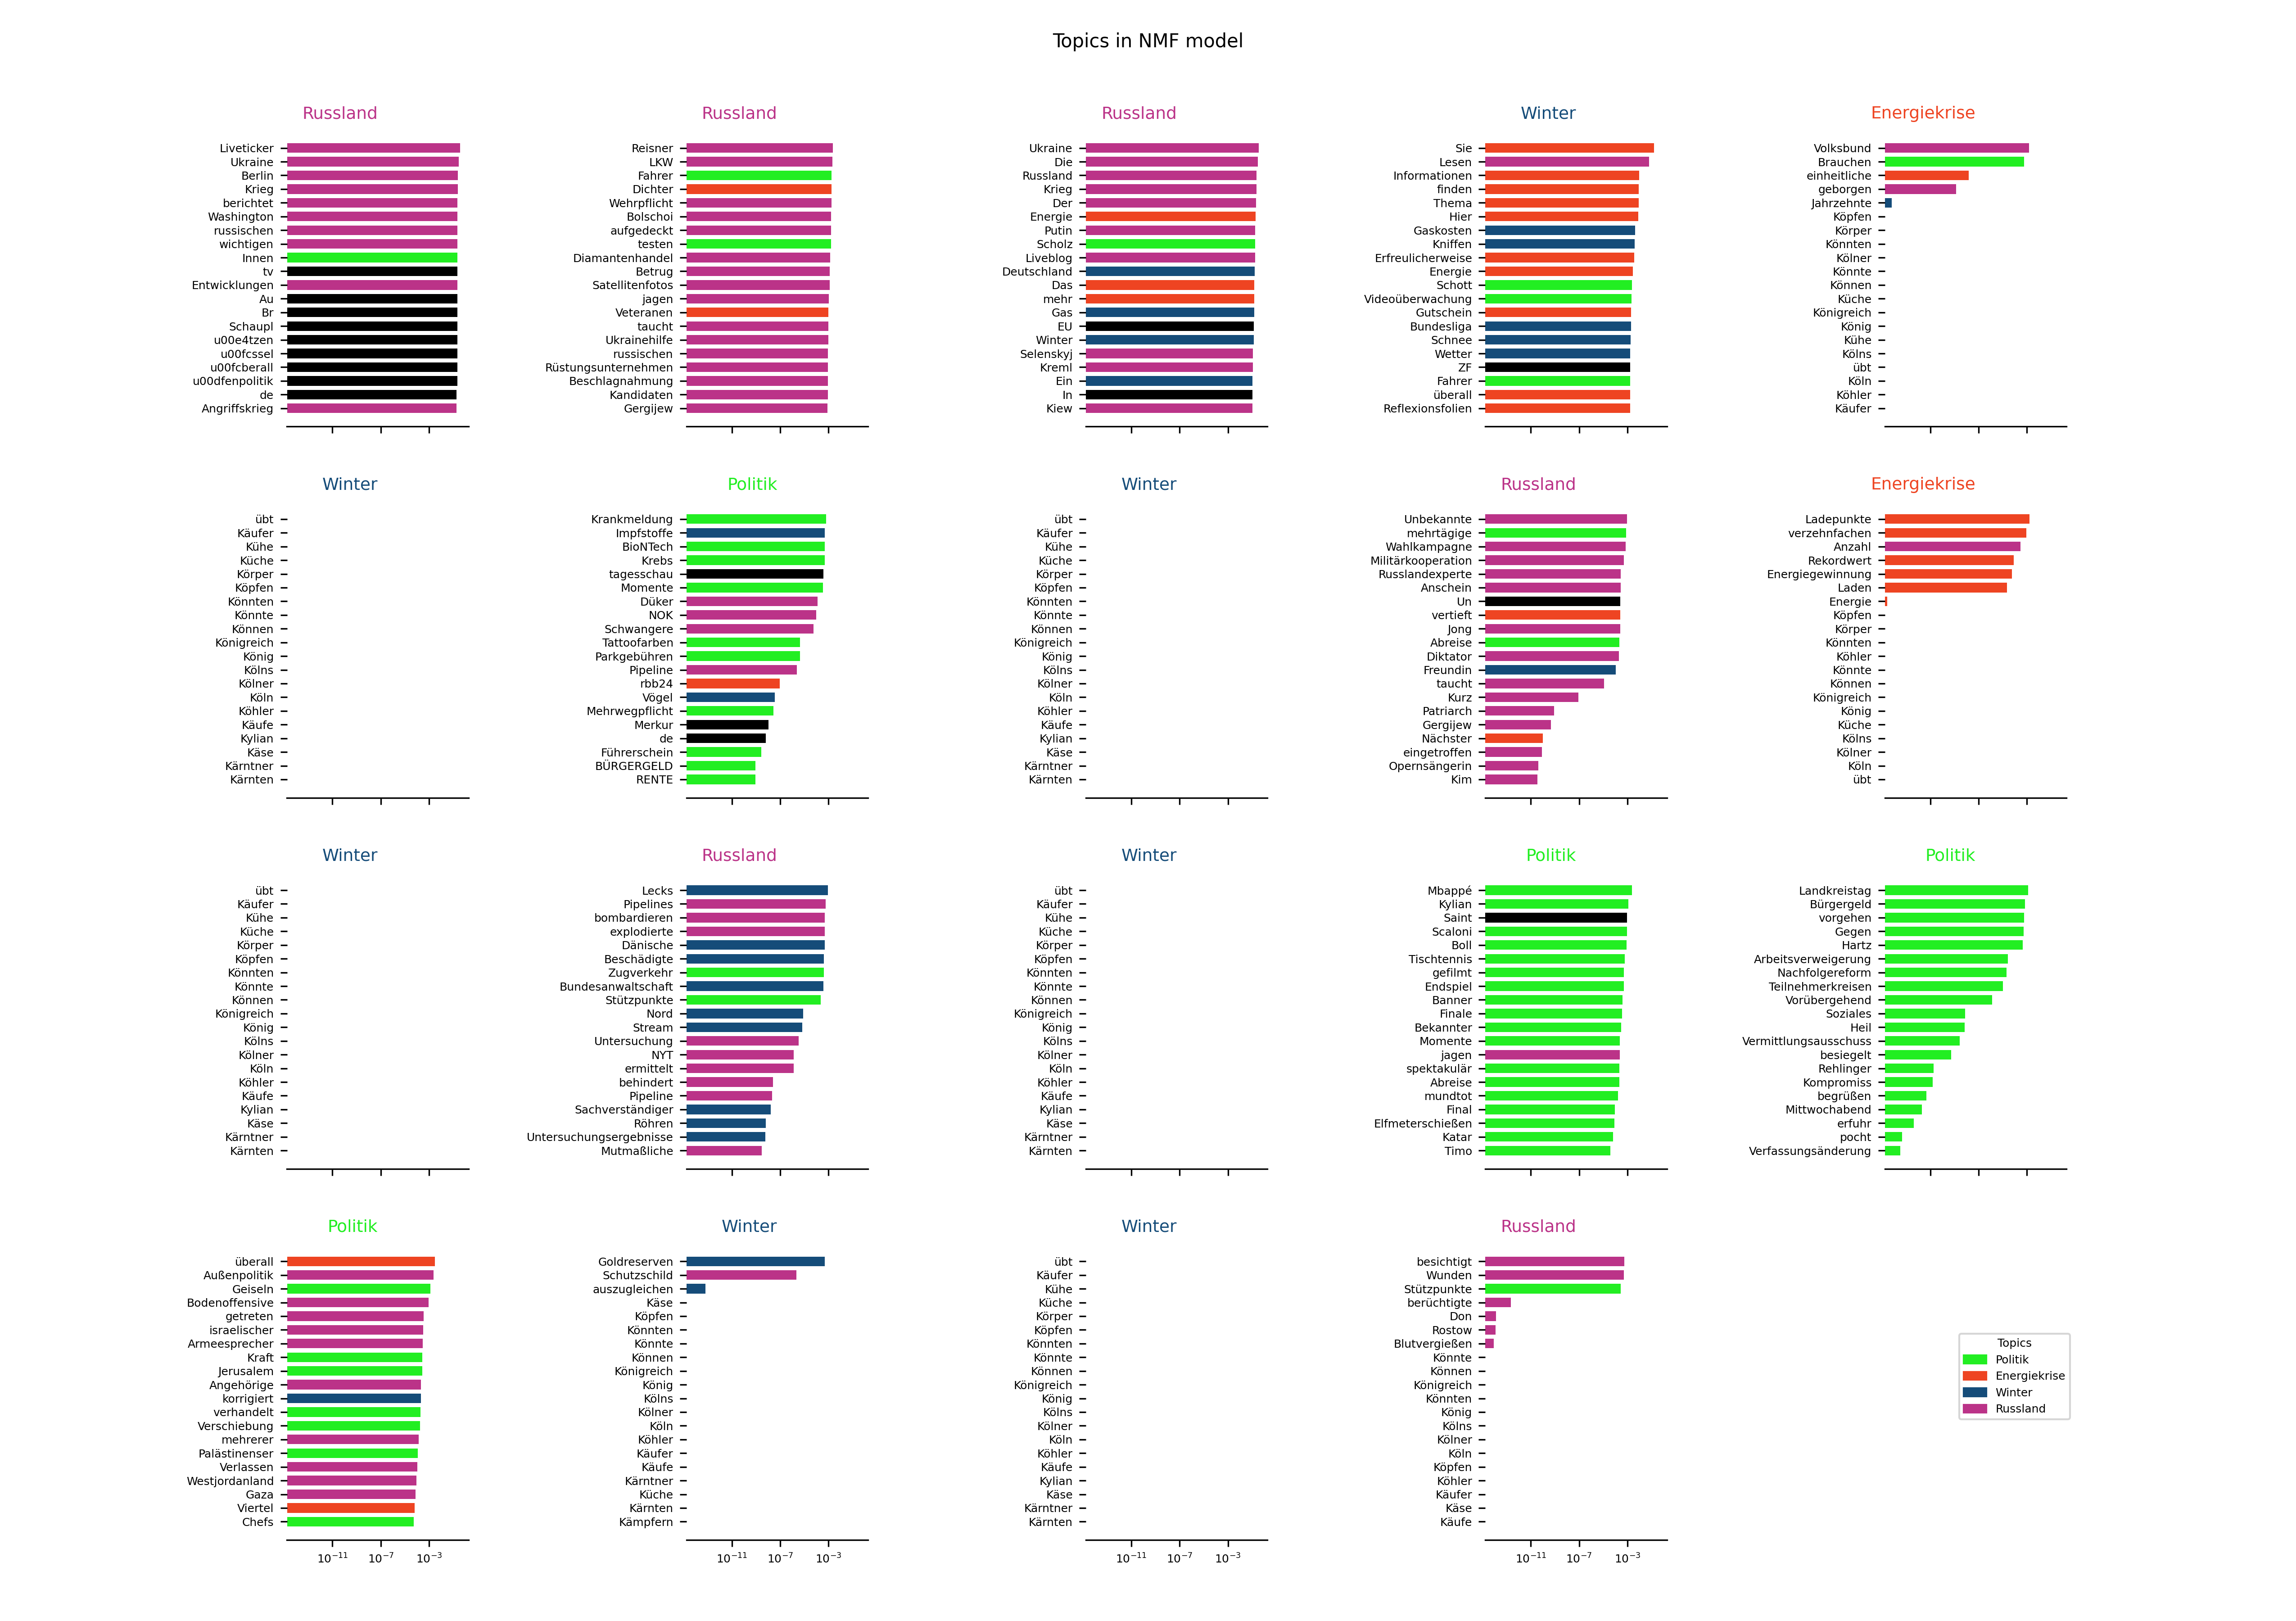 Topics in NMF model
Russland
Liveticker
Ukraine
Berlin
Krieg
berichtet
Washington
russischen
wichtigen
Innen
tv
Entwicklungen
Au
Br
Schaupl
u00e4tzen
u00fcssel
u00fcberall
u00dfenpolitik
de
Angriffskrieg
Russland
Reisner
LKW
Fahrer
Dichter
Wehrpflicht
Bolschoi
aufgedeckt
testen
Diamantenhandel
Betrug
Satellitenfotos
jagen
Veteranen
taucht
Ukrainehilfe
russischen
Rüstungsunternehmen
Beschlagnahmung
Kandidaten
Gergijew
Russland
Ukraine
Die
Russland
Krieg
Der
Energie
Putin
Scholz
Liveblog
Deutschland
Das
mehr
Gas
EU
Winter
Selenskyj
Kreml
Ein
In
Kiew
Winter
Sie
Lesen
Informationen
finden
Thema
Hier
Gaskosten
Kniffen
Erfreulicherweise
Energie
Schott
Videoüberwachung
Gutschein
Bundesliga
Schnee
Wetter
ZF
Fahrer
überall
Reflexionsfolien
Energiekrise
Volksbund
Brauchen
einheitliche
geborgen
Jahrzehnte
Köpfen
Körper
Könnten
Kölner
Könnte
Können
Küche
Königreich
König
Kühe
Kölns
übt
Köln
Köhler
Käufer
Winter
übt
Käufer
Kühe
Küche
Körper
Köpfen
Könnten
Könnte
Können
Königreich
König
Kölns
Kölner
Köln
Köhler
Käufe
Kylian
Käse
Kärntner
Kärnten
Politik
Krankmeldung
Impfstoffe
BioNTech
Krebs
tagesschau
Momente
Düker
NOK
Schwangere
Tattoofarben
Parkgebühren
Pipeline
rbb24
Vögel
Mehrwegpflicht
Merkur
de
Führerschein
BÜRGERGELD
RENTE
Winter
übt
Käufer
Kühe
Küche
Körper
Köpfen
Könnten
Könnte
Können
Königreich
König
Kölns
Kölner
Köln
Köhler
Käufe
Kylian
Käse
Kärntner
Kärnten
Russland
Unbekannte
mehrtägige
Wahlkampagne
Militärkooperation
Russlandexperte
Anschein
Un
vertieft
Jong
Abreise
Diktator
Freundin
taucht
Kurz
Patriarch
Gergijew
Nächster
eingetroffen
Opernsängerin
Kim
Energiekrise
Ladepunkte
verzehnfachen
Anzahl
Rekordwert
Energiegewinnung
Laden
Energie
Köpfen
Körper
Könnten
Köhler
Könnte
Können
Königreich
König
Küche
Kölns
Kölner
Köln
übt
Winter
übt
Käufer
Kühe
Küche
Körper
Köpfen
Könnten
Könnte
Können
Königreich
König
Kölns
Kölner
Köln
Köhler
Käufe
Kylian
Käse
Kärntner
Kärnten
Russland
Lecks
Pipelines
bombardieren
explodierte
Dänische
Beschädigte
Zugverkehr
Bundesanwaltschaft
Stützpunkte
Nord
Stream
Untersuchung
NYT
ermittelt
behindert
Pipeline
Sachverständiger
Röhren
Untersuchungsergebnisse
Mutmaßliche
Winter
übt
Käufer
Kühe
Küche
Körper
Köpfen
Könnten
Könnte
Können
Königreich
König
Kölns
Kölner
Köln
Köhler
Käufe
Kylian
Käse
Kärntner
Kärnten
Politik
Mbappé
Kylian
Saint
Scaloni
Boll
Tischtennis
gefilmt
Endspiel
Banner
Finale
Bekannter
Momente
jagen
spektakulär
Abreise
mundtot
Final
Elfmeterschießen
Katar
Timo
Politik
Landkreistag
Bürgergeld
vorgehen
Gegen
Hartz
Arbeitsverweigerung
Nachfolgereform
Teilnehmerkreisen
Vorübergehend
Soziales
Heil
Vermittlungsausschuss
besiegelt
Rehlinger
Kompromiss
begrüßen
Mittwochabend
erfuhr
pocht
Verfassungsänderung
Politik
überall
Außenpolitik
Geiseln
Bodenoffensive
getreten
israelischer
Armeesprecher
Kraft
Jerusalem
Angehörige
korrigiert
verhandelt
Verschiebung
mehrerer
Palästinenser
Verlassen
Westjordanland
Gaza
Viertel
Chefs
10⁻¹¹ 10⁻⁷ 10⁻³
Winter
Goldreserven
Schutzschild
auszugleichen
Käse
Köpfen
Könnten
Könnte
Können
Königreich
König
Kölns
Kölner
Köln
Köhler
Käufer
Käufe
Kärntner
Küche
Kärnten
Kämpfern
10⁻¹¹ 10⁻⁷ 10⁻³
Winter
übt
Käufer
Kühe
Küche
Körper
Köpfen
Könnten
Könnte
Können
Königreich
König
Kölns
Kölner
Köln
Köhler
Käufe
Kylian
Käse
Kärntner
Kärnten
10⁻¹¹ 10⁻⁷ 10⁻³
Russland
besichtigt
Wunden
Stützpunkte
berüchtigte
Don
Rostow
Blutvergießen
Könnte
Können
Königreich
Könnten
König
Kölns
Kölner
Köln
Köpfen
Köhler
Käufer
Käse
Käufe
10⁻¹¹ 10⁻⁷ 10⁻³
Topics
Politik
Energiekrise
Winter
Russland